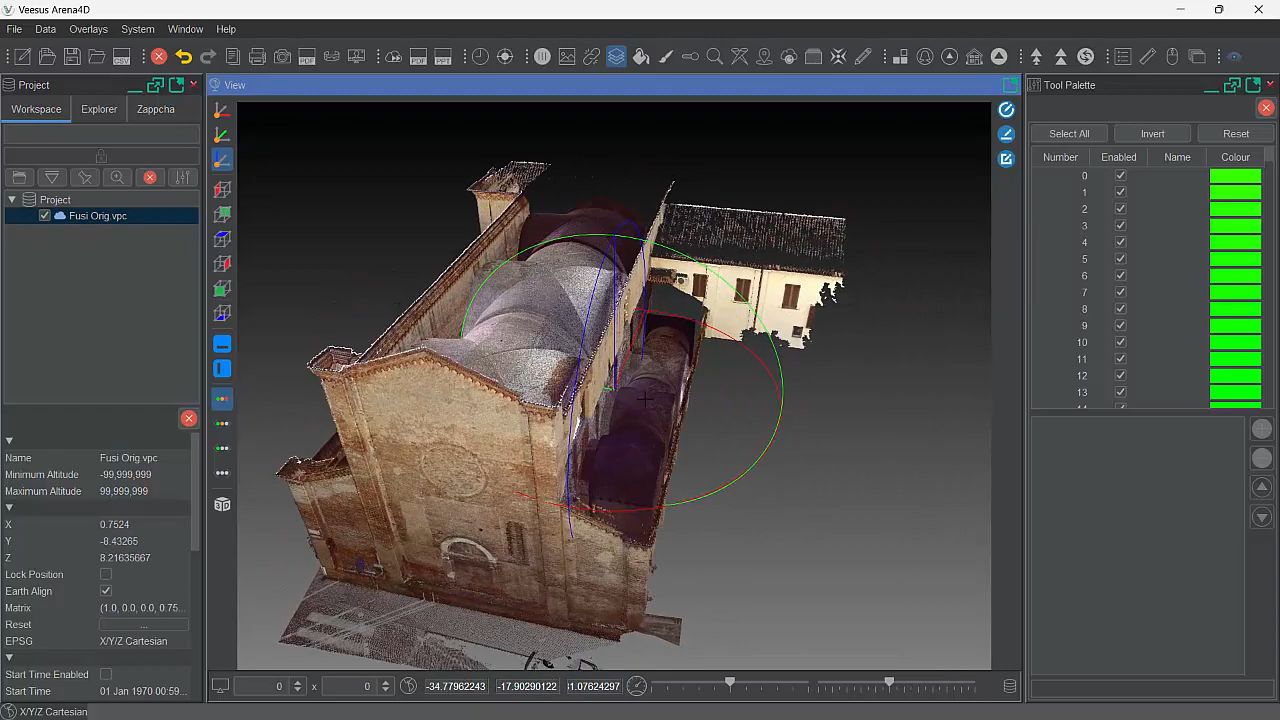 Veesus Arena4D
File Data Overlays System Window Help
CSV PDF PDF PPT
Project
View
Tool Palette
Workspace Explorer Zappcha
Select All Invert Reset
Number Enabled Name Colour
Project
Fusi Orig.vpc
0
1
2
3
4
5
6
7
8
9
10
11
12
13
Name Fusi Orig.vpc
Minimum Altitude -99,999,999
Maximum Altitude 99,999,999
X 0.7524
Y -8.43265
Z 8.21635667
Lock Position
Earth Align
Matrix (1.0, 0.0, 0.0, 0.75...
Reset ...
EPSG X/Y/Z Cartesian
Start Time Enabled
Start Time 01 Jan 1970 00:59...
0 x 0 -34.77962243 -17.90290122 31.07624297
X/Y/Z Cartesian